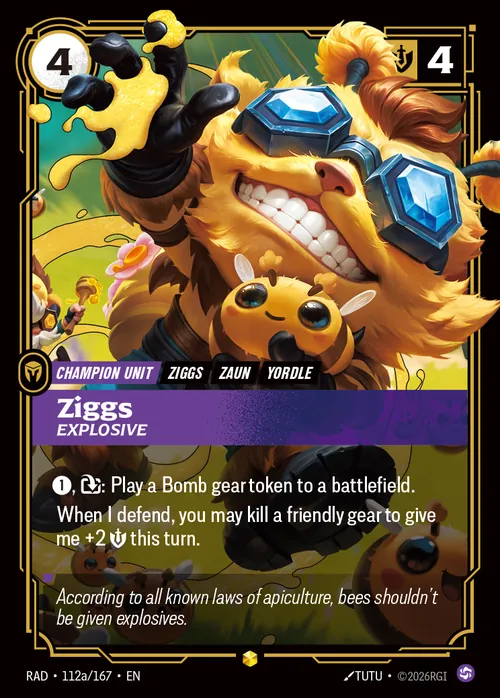 4
4
CHAMPION UNIT ZIGGS ZAUN YORDLE
Ziggs
EXPLOSIVE
1, : Play a Bomb gear token to a battlefield.
When I defend, you may kill a friendly gear to give
me +2 this turn.
According to all known laws of apiculture, bees shouldn't
be given explosives.
RAD • 112a/167 • EN
TUTU • ©2026RGI